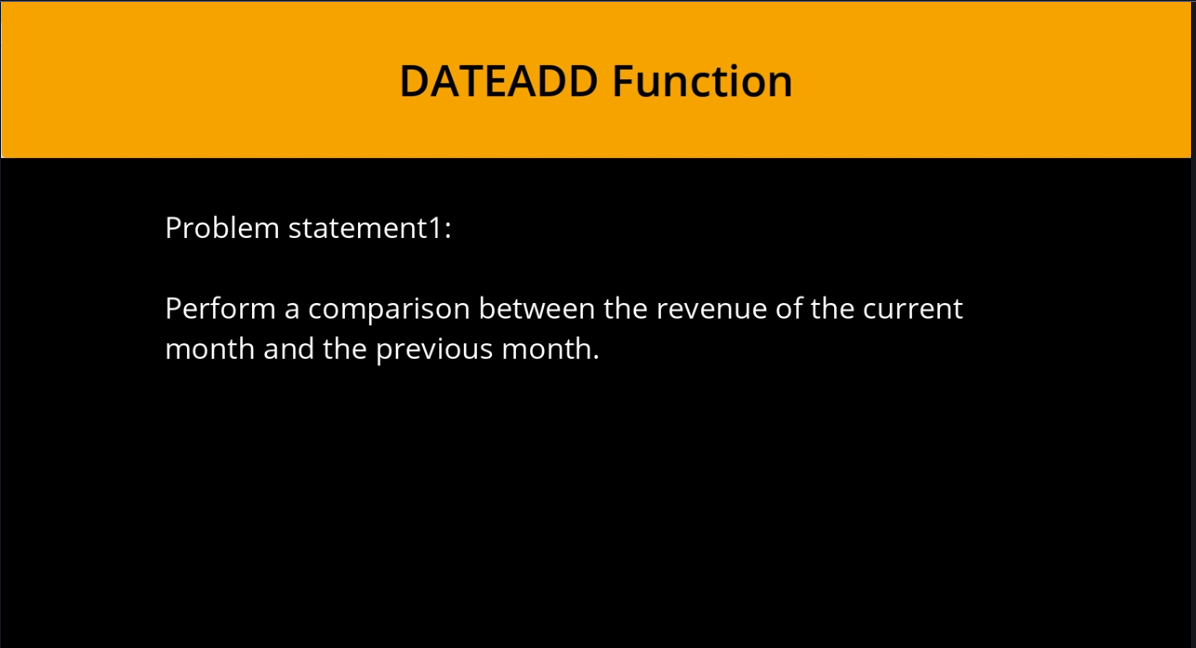 DATEADD Function
Problem statement1:
Perform a comparison between the revenue of the current
month and the previous month.